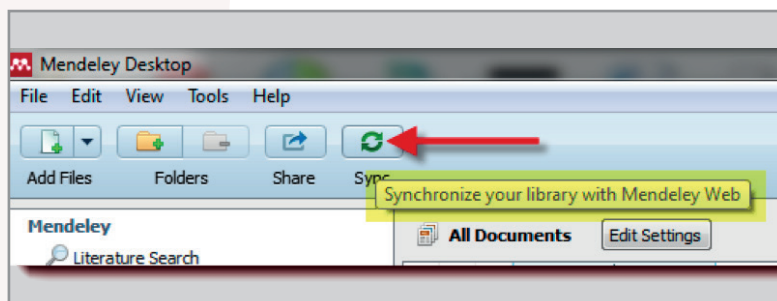 Mendeley Desktop
File Edit View Tools Help
Add Files Folders Share Sync
Synchronize your library with Mendeley Web
Mendeley
All Documents Edit Settings
Literature Search